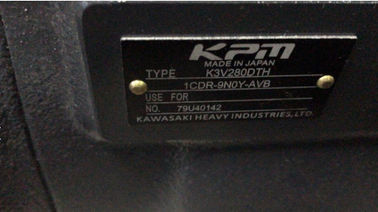 KPM
MADE IN JAPAN
TYPE K3V280DTH
1CDR-9N0Y-AVB
USE FOR
NO. 79U40142
KAWASAKI HEAVY INDUSTRIES, LTD.